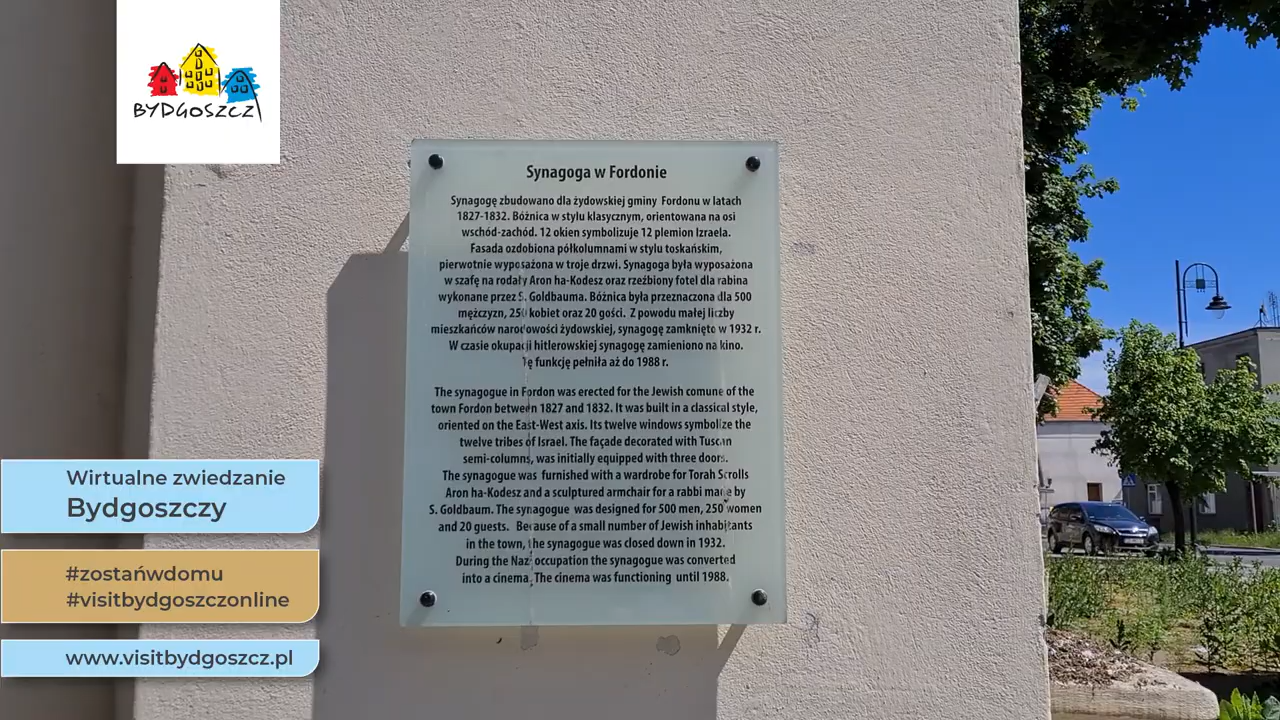 BYDGOSZCZ
Synagoga w Fordonie
Synagogę zbudowano dla żydowskiej gminy Fordonu w latach
1827-1832. Bóżnica w stylu klasycznym, orientowana na osi
wschód-zachód. 12 okien symbolizuje 12 plemion Izraela.
Fasada ozdobiona półkolumnami w stylu toskańskim,
pierwotnie wyposażona w troje drzwi. Synagoga była wyposażona
w szafę na rodały Aron ha-Kodesz oraz rzeźbiony fotel dla rabina
wykonane przez S. Goldbauma. Bóżnica była przeznaczona dla 500
mężczyzn, 250 kobiet oraz 20 gości. Z powodu małej liczby
mieszkańców narodowości żydowskiej, synagogę zamknięto w 1932 r.
W czasie okupacji hitlerowskiej synagogę zamieniono na kino.
Tę funkcję pełniła aż do 1988 r.
The synagogue in Fordon was erected for the Jewish comune of the
town Fordon between 1827 and 1832. It was built in a classical style,
oriented on the East-West axis. Its twelve windows symbolize the
twelve tribes of Israel. The façade decorated with Tuscan
semi-columns, was initially equipped with three doors.
The synagogue was furnished with a wardrobe for Torah Scrolls
Aron ha-Kodesz and a sculptured armchair for a rabbi made by
S. Goldbaum. The synagogue was designed for 500 men, 250 women
and 20 guests. Because of a small number of Jewish inhabitants
in the town, the synagogue was closed down in 1932.
During the Nazi occupation the synagogue was converted
into a cinema. The cinema was functioning until 1988.
Wirtualne zwiedzanie
Bydgoszczy
#zostańwdomu
#visitbydgoszczonline
www.visitbydgoszcz.pl